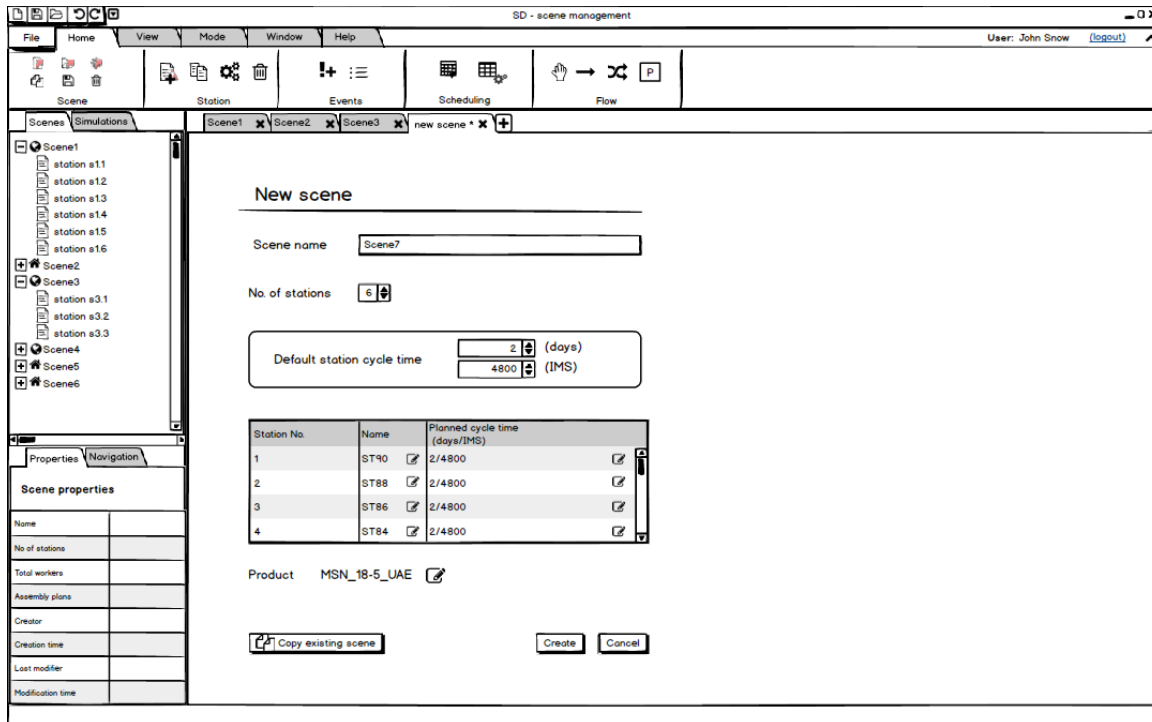 SD - scene management
File Home View Mode Window Help User: John Snow (logout)
P
Scene Station Events Scheduling Flow
Scenes Simulations
Scene1 Scene2 Scene3 new scene *
Scene1
station s1.1
station s1.2
station s1.3
station s1.4
station s1.5
station s1.6
Scene2
Scene3
station s3.1
station s3.2
station s3.3
Scene4
Scene5
Scene6
Properties Navigation
Scene properties
Name
No of stations
Total workers
Assembly plans
Creator
Creation time
Last modifier
Modification time
New scene
Scene name Scene7
No. of stations 6
Default station cycle time
2 (days)
4800 (IMS)
Station No. Name Planned cycle time
(days/IMS)
1 ST90 2/4800
2 ST88 2/4800
3 ST86 2/4800
4 ST84 2/4800
Product MSN_18-5_UAE
Copy existing scene Create Cancel